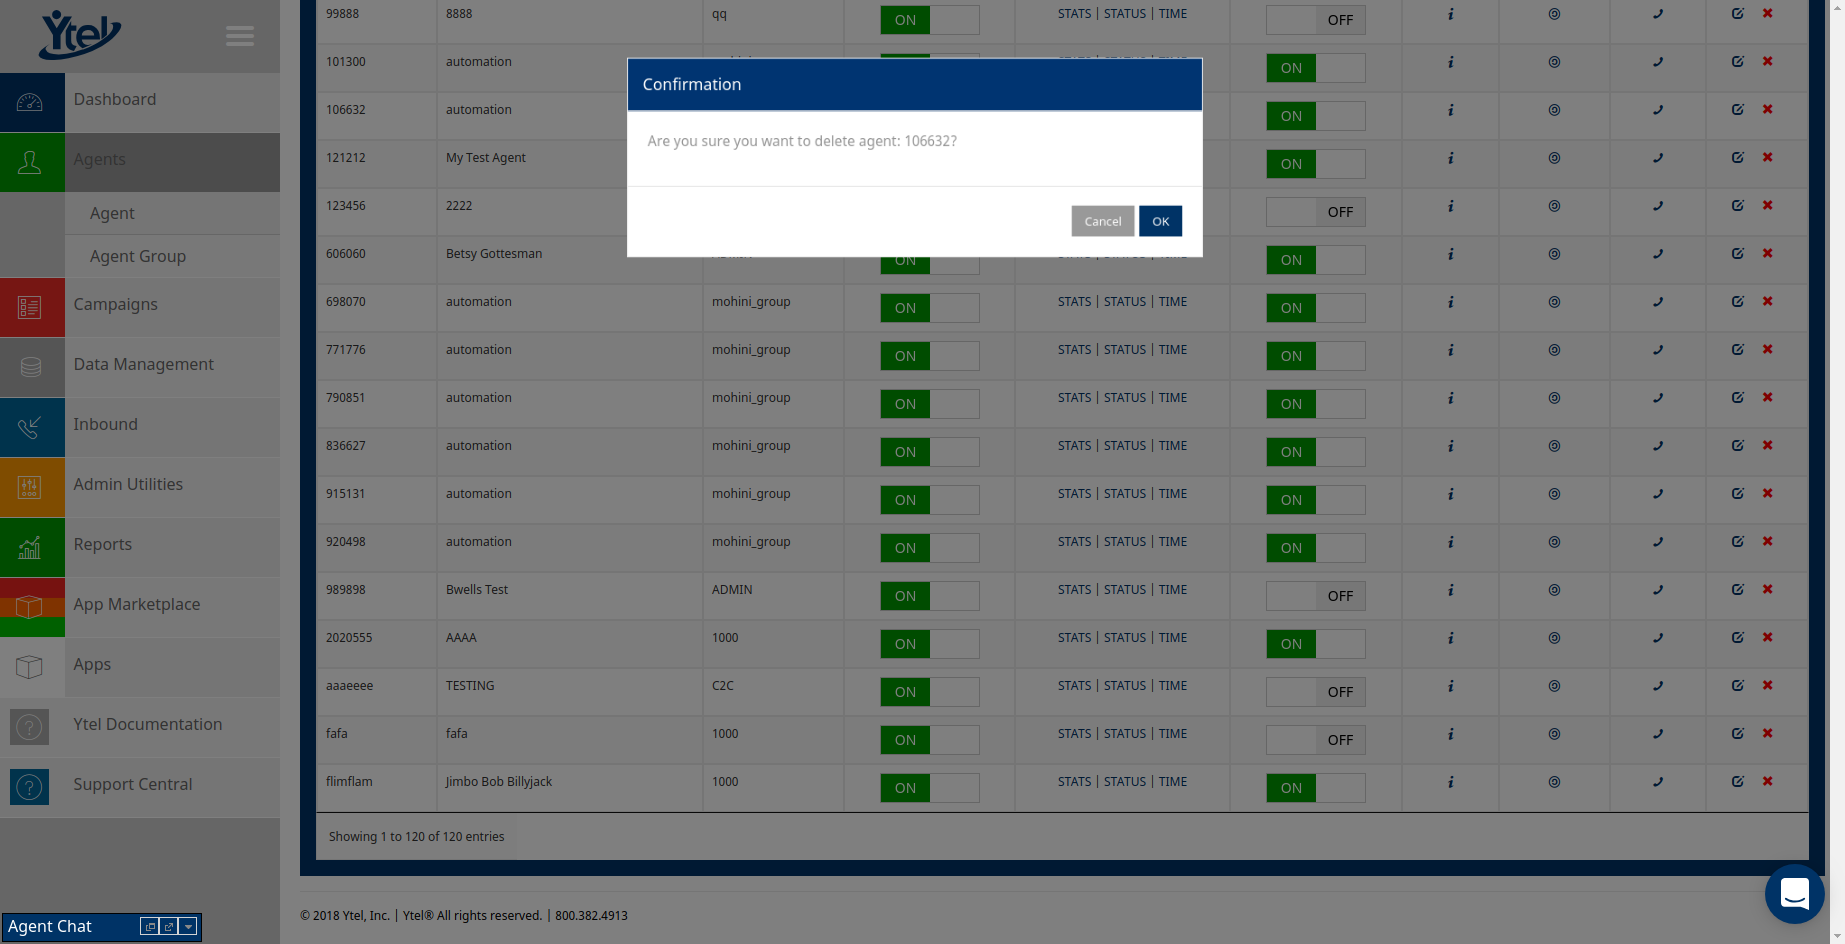 Ytel
Dashboard
Agents
Agent
Agent Group
Campaigns
Data Management
Inbound
Admin Utilities
Reports
App Marketplace
Apps
Ytel Documentation
Support Central
Agent Chat
99888 8888 qq ON STATS | STATUS | TIME OFF
101300 automation ON
106632 automation ON
121212 My Test Agent ON
123456 2222 OFF
606060 Betsy Gottesman ON ON
698070 automation mohini_group ON STATS | STATUS | TIME ON
771776 automation mohini_group ON STATS | STATUS | TIME ON
790851 automation mohini_group ON STATS | STATUS | TIME ON
836627 automation mohini_group ON STATS | STATUS | TIME ON
915131 automation mohini_group ON STATS | STATUS | TIME ON
920498 automation mohini_group ON STATS | STATUS | TIME ON
989898 Bwells Test ADMIN ON STATS | STATUS | TIME OFF
2020555 AAAA 1000 ON STATS | STATUS | TIME ON
aaaeeee TESTING C2C ON STATS | STATUS | TIME OFF
fafa fafa 1000 ON STATS | STATUS | TIME OFF
flimflam Jimbo Bob Billyjack 1000 ON STATS | STATUS | TIME ON
Showing 1 to 120 of 120 entries
© 2018 Ytel, Inc. | Ytel® All rights reserved. | 800.382.4913
Confirmation
Are you sure you want to delete agent: 106632?
Cancel OK